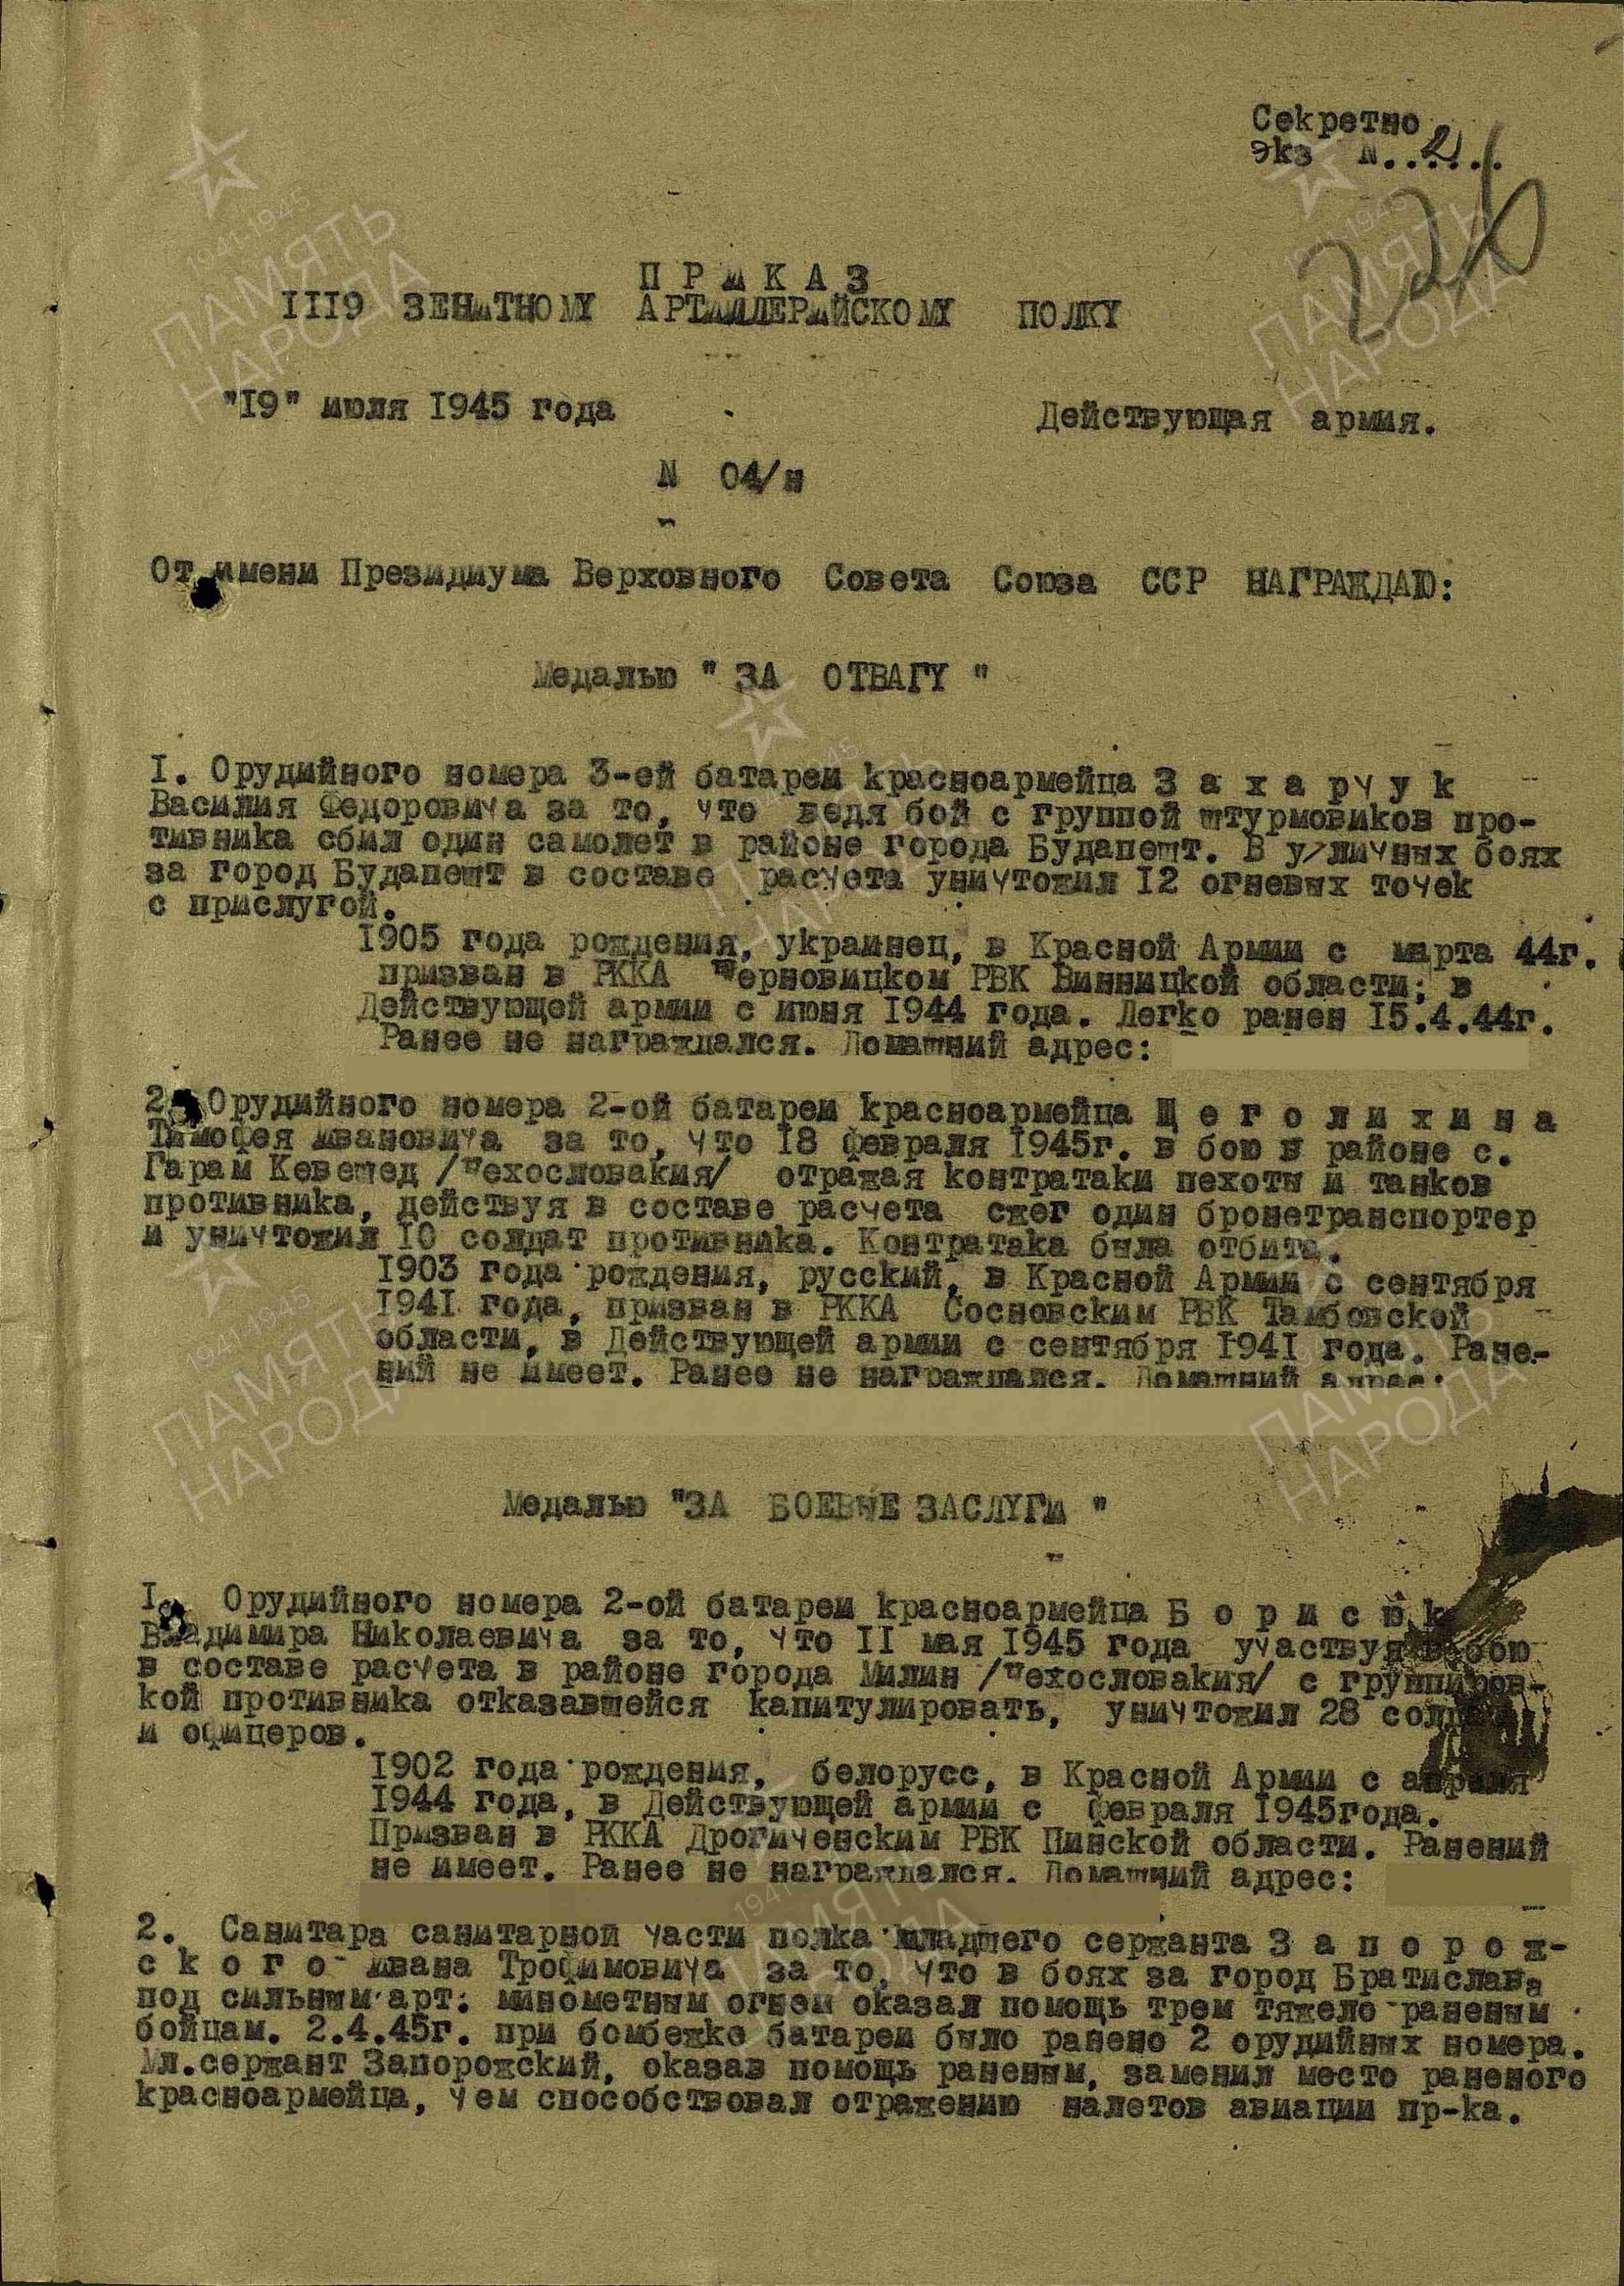 Секретно
Экз N..2....
226
П Р И К А З
III9 ЗЕНИТНОМУ АРТИЛЛЕРИЙСКОМУ ПОЛКУ
"I9" июля I945 года Действующая армия.
N 04/н
От имени Президиума Верховного Совета Союза ССР НАГРАЖДАЮ:
Медалью " ЗА ОТВАГУ "
I. Орудийного номера 3-ей батареи красноармейца З а х а р ч у к
Василия Федоровича за то, что ведя бой с группой штурмовиков про-
тивника сбил один самолет в районе города Будапешт. В у/личных боях
за город Будапешт в составе расчета уничтожил I2 огневых точек
с прислугой.
I905 года рождения, украинец, в Красной Армии с марта 44г.
призван в РККА Черновицком РВК Винницкой области; в
Действующей армии с июня I944 года. Легко ранен I5.4.44г.
Ранее не награждался. Домашний адрес:
2. Орудийного номера 2-ой батареи красноармейца Щ е г о л и х и н а
Тимофея Ивановича за то, что I8 февраля I945г. в бою в районе с.
Гарам Кевешед /Чехословакия/ отражая контратаки пехоты и танков
противника, действуя в составе расчета сжег один бронетранспортер
и уничтожил I0 солдат противника. Контратака была отбита.
I903 года рождения, русский, в Красной Армии с сентября
I94I года, призван в РККА Сосновским РВК Тамбовской
области, в Действующей армии с сентября I94I года. Ране-
ний не имеет. Ранее не награждался. Домашний адрес:
Медалью "ЗА БОЕВЫЕ ЗАСЛУГИ "
I. Орудийного номера 2-ой батареи красноармейца Б о р и с ю к
Владимира Николаевича за то, что II мая I945 года участвуя в бою
в составе расчета в районе города Милин /Чехословакия/ с группиров-
кой противника отказавшейся капитулировать, уничтожил 28 солдат
и офицеров.
I902 года рождения, белорусс, в Красной Армии с апреля
I944 года, в Действующей армии с февраля I945года.
Призван в РККА Дрогиченским РВК Пинской области. Ранений
не имеет. Ранее не награждался. Домашний адрес:
2. Санитара санитарной части полка младшего сержанта З а п о р о ж-
с к о г о Ивана Трофимовича за то, что в боях за город Братислава
под сильным арт. минометным огнем оказал помощь трем тяжело раненым
бойцам. 2.4.45г. при бомбежке батареи было ранено 2 орудийных номера.
Мл.сержант Запорожский, оказав помощь раненым, заменил место раненого
красноармейца, чем способствовал отражению налетов авиации пр-ка.
1941-1945
ПАМЯТЬ
НАРОДА